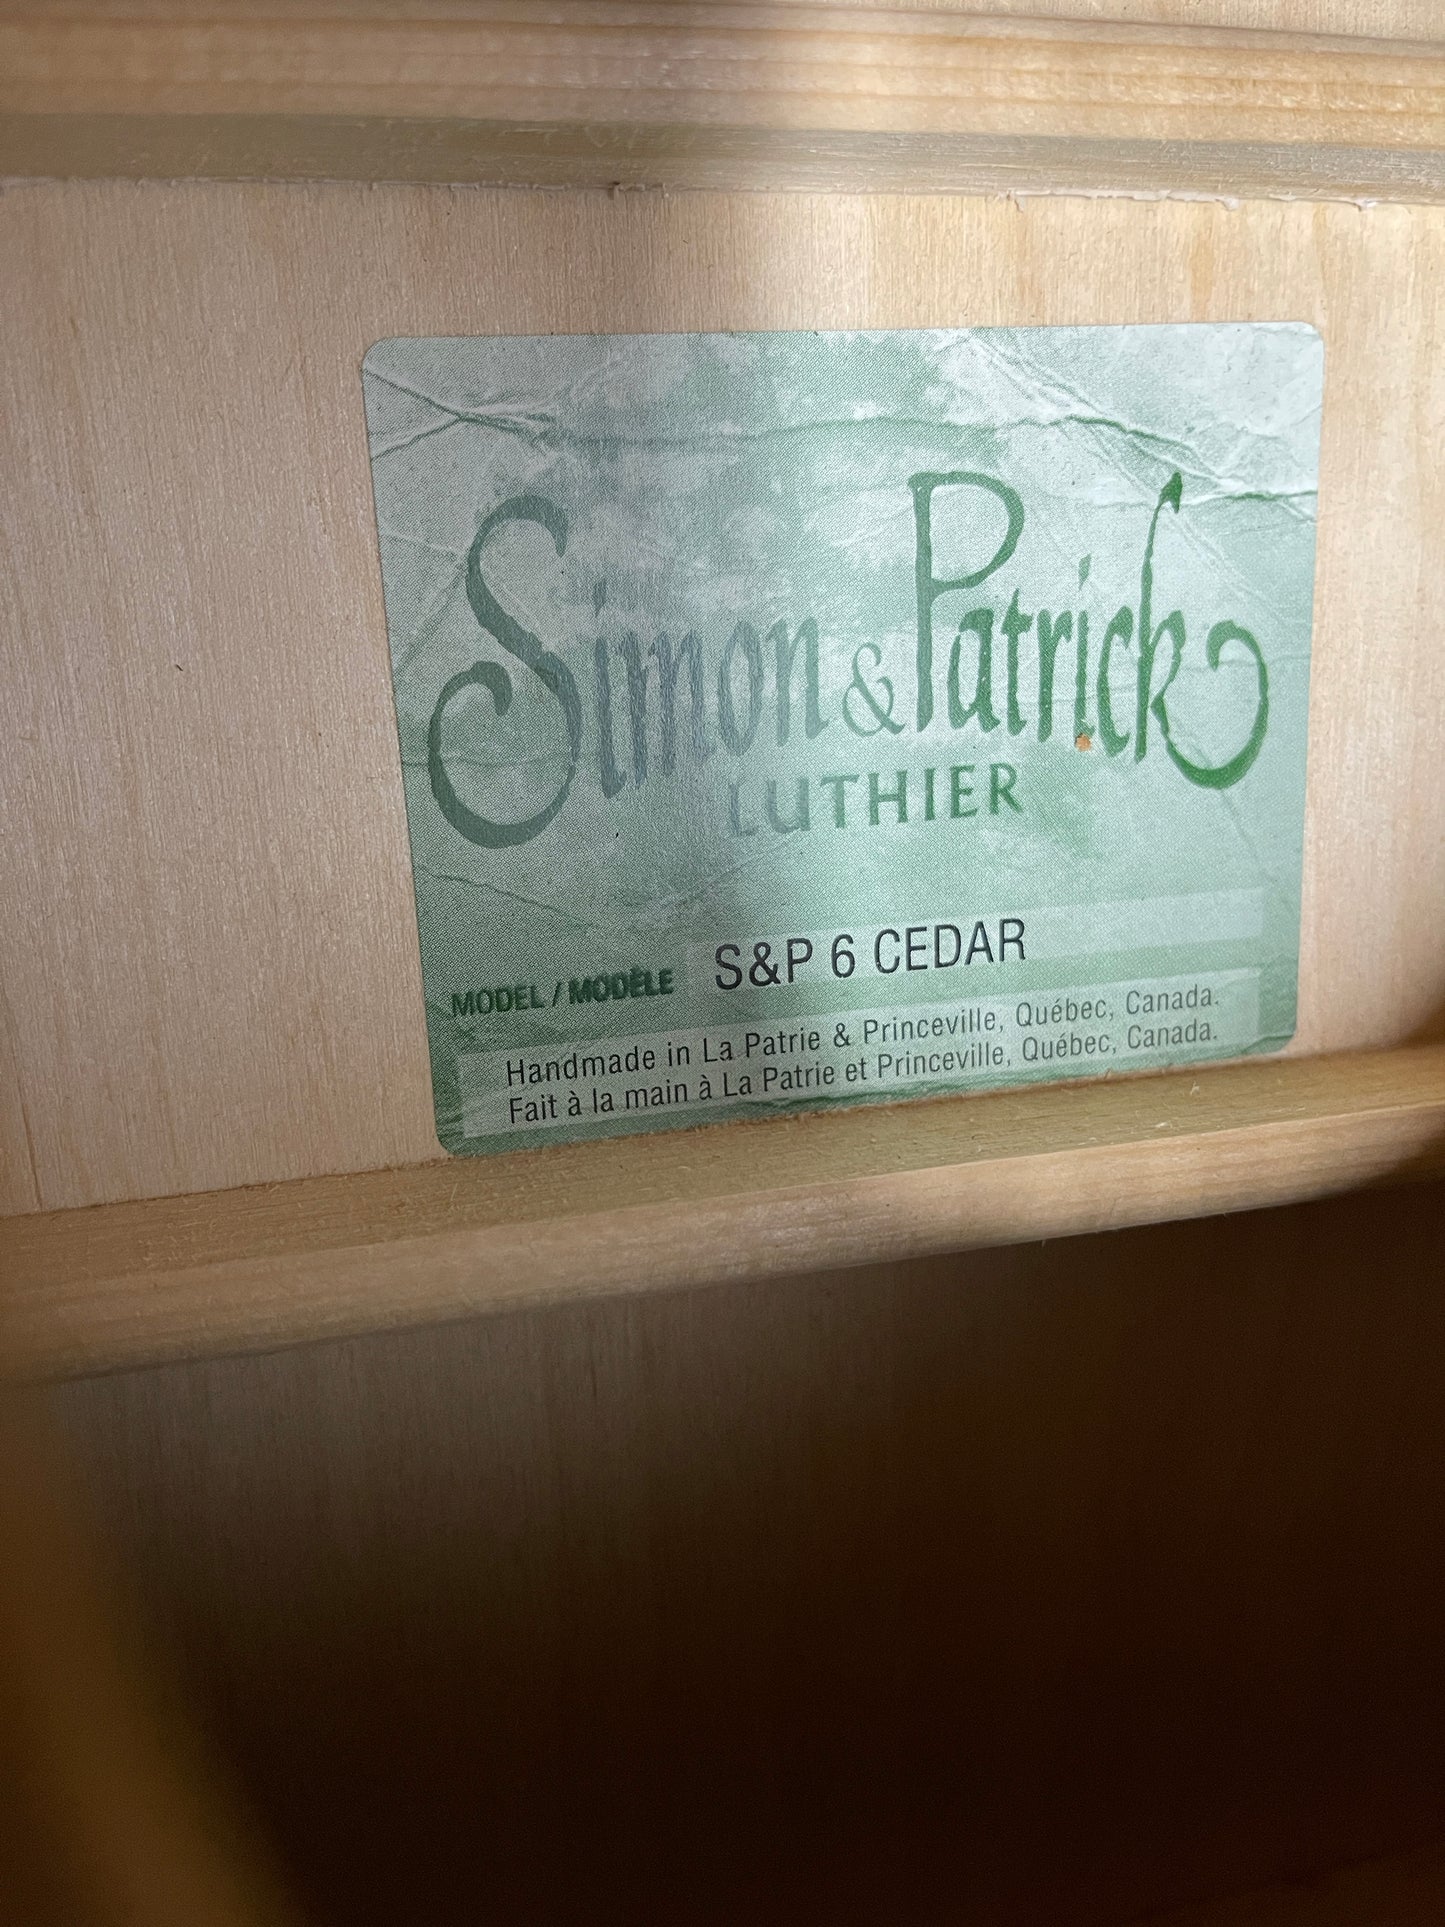 Simon & Patrick
LUTHIER
MODEL / MODÈLE S&P 6 CEDAR
Handmade in La Patrie & Princeville, Québec, Canada.
Fait à la main à La Patrie et Princeville, Québec, Canada.